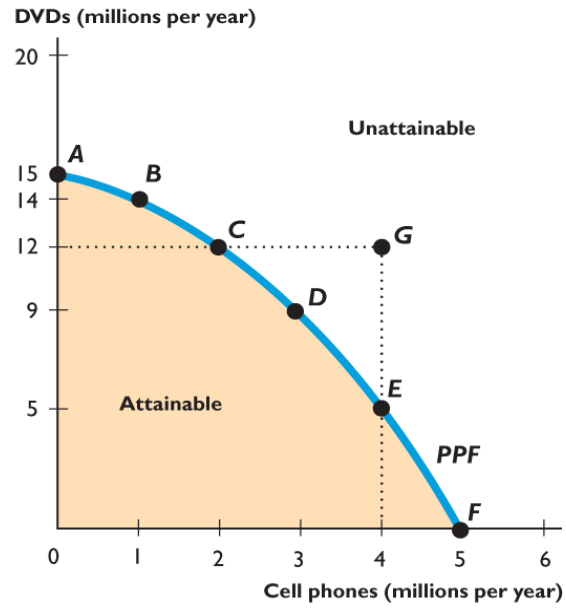 DVDs (millions per year)
20
Unattainable
A
15
B
14
C
G
12
D
9
E
Attainable
5
PPF
F
0 1 2 3 4 5 6
Cell phones (millions per year)